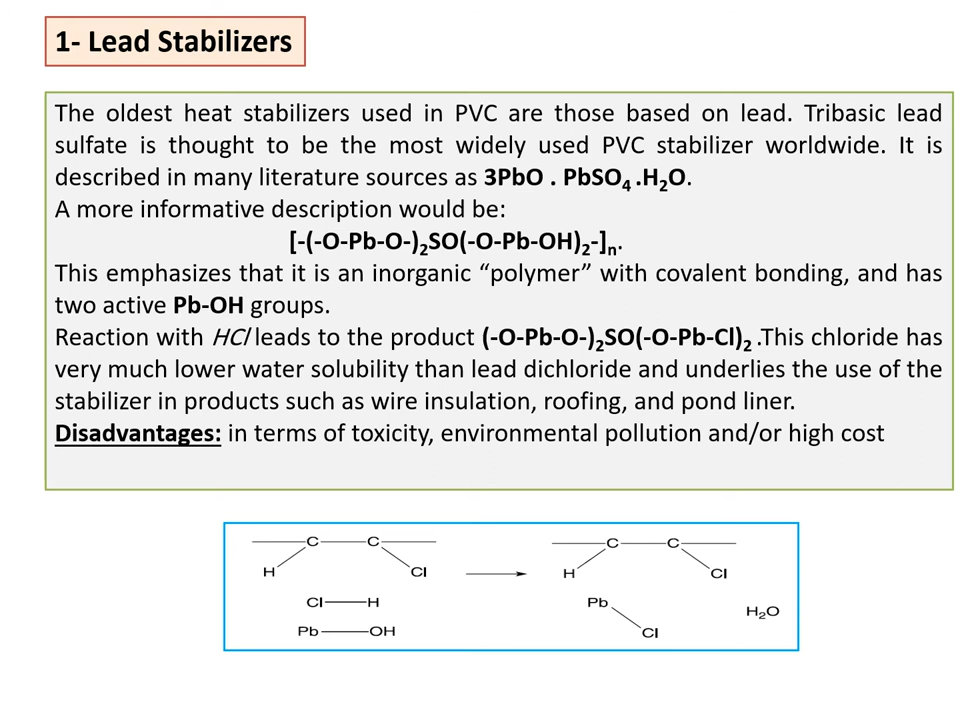 1- Lead Stabilizers
The oldest heat stabilizers used in PVC are those based on lead. Tribasic lead
sulfate is thought to be the most widely used PVC stabilizer worldwide. It is
described in many literature sources as 3PbO . PbSO₄ .H₂O.
A more informative description would be:
[-(-O-Pb-O-)₂SO(-O-Pb-OH)₂-]ₙ.
This emphasizes that it is an inorganic “polymer” with covalent bonding, and has
two active Pb-OH groups.
Reaction with HCl leads to the product (-O-Pb-O-)₂SO(-O-Pb-Cl)₂ .This chloride has
very much lower water solubility than lead dichloride and underlies the use of the
stabilizer in products such as wire insulation, roofing, and pond liner.
Disadvantages: in terms of toxicity, environmental pollution and/or high cost
C C C C
H Cl H Cl
Cl H Pb
H₂O
Pb OH Cl